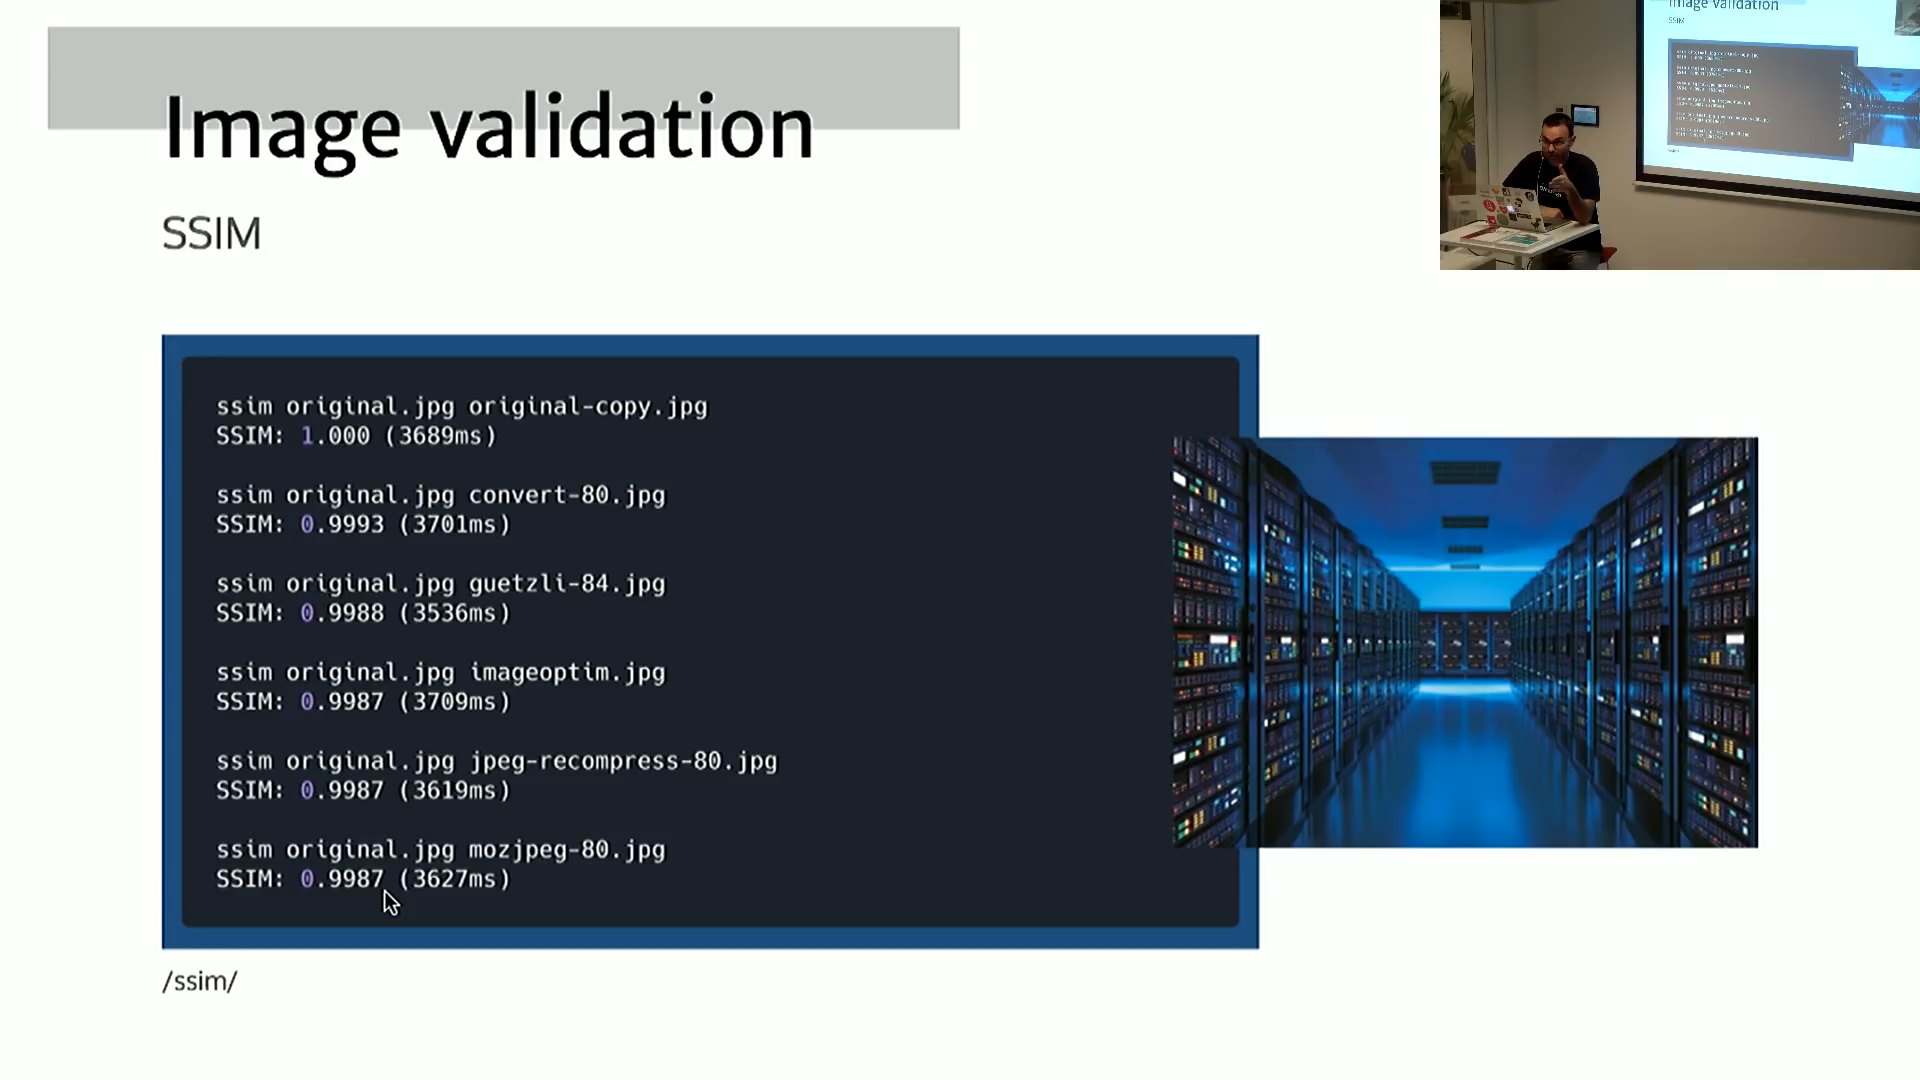 Image validation
SSIM
ssim original.jpg original-copy.jpg
SSIM: 1.000 (3689ms)
ssim original.jpg convert-80.jpg
SSIM: 0.9993 (3701ms)
ssim original.jpg guetzli-84.jpg
SSIM: 0.9988 (3536ms)
ssim original.jpg imageoptim.jpg
SSIM: 0.9987 (3709ms)
ssim original.jpg jpeg-recompress-80.jpg
SSIM: 0.9987 (3619ms)
ssim original.jpg mozjpeg-80.jpg
SSIM: 0.9987 (3627ms)
/ssim/
Image validation
SSIM